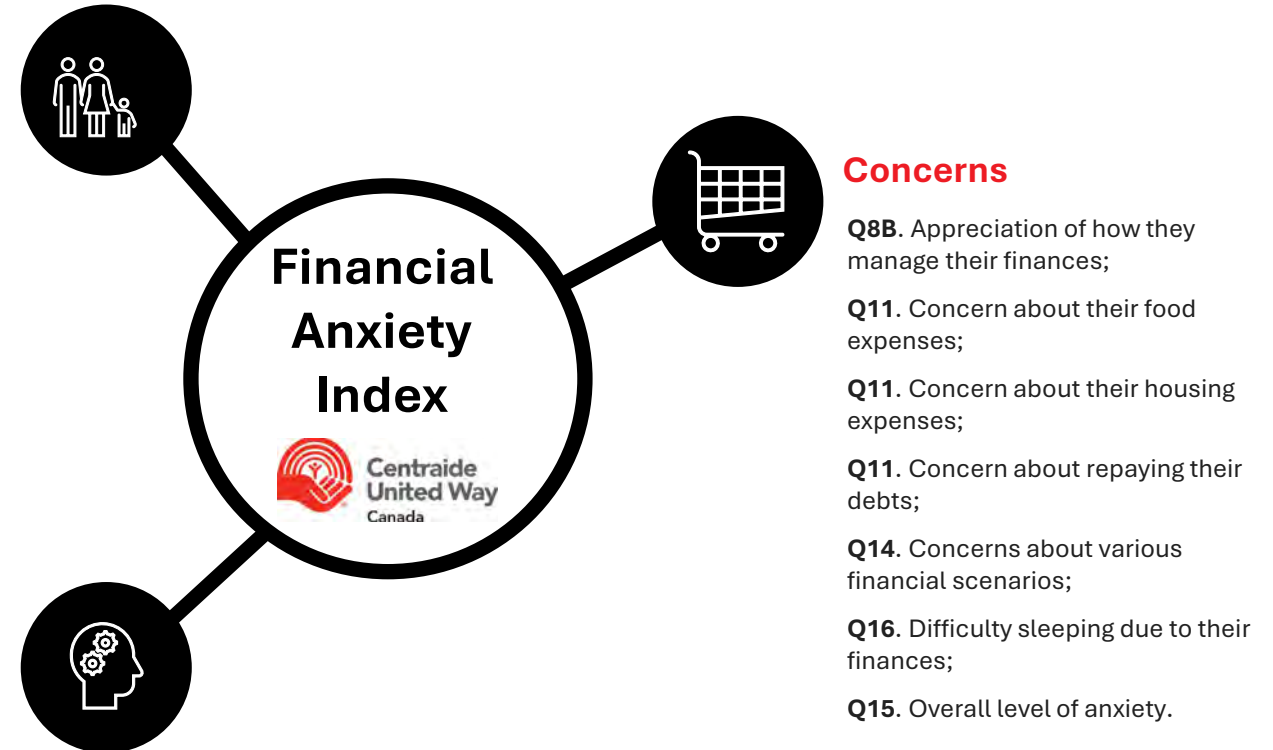 Financial
Anxiety
Index
Centraide
United Way
Canada
Concerns
Q8B. Appreciation of how they
manage their finances;
Q11. Concern about their food
expenses;
Q11. Concern about their housing
expenses;
Q11. Concern about repaying their
debts;
Q14. Concerns about various
financial scenarios;
Q16. Difficulty sleeping due to their
finances;
Q15. Overall level of anxiety.